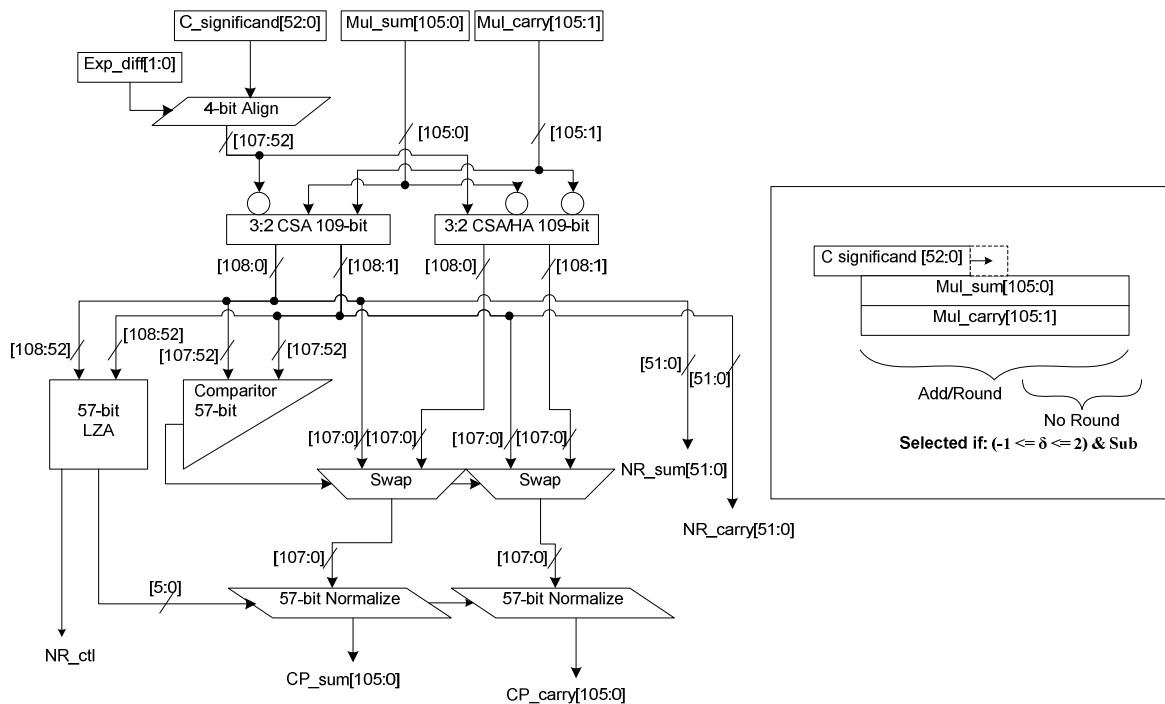 C_significand[52:0]
Mul_sum[105:0]
Mul_carry[105:1]
Exp_diff[1:0]
4-bit Align
[107:52]
[105:0]
[105:1]
3:2 CSA 109-bit
3:2 CSA/HA 109-bit
[108:0]
[108:1]
[108:0]
[108:1]
[108:52]
[108:52]
[107:52]
[107:52]
[51:0]
[51:0]
57-bit
LZA
Comparitor
57-bit
[107:0]
[107:0]
[107:0]
[107:0]
Swap
Swap
NR_sum[51:0]
NR_carry[51:0]
[107:0]
[107:0]
[5:0]
57-bit Normalize
57-bit Normalize
NR_ctl
CP_sum[105:0]
CP_carry[105:0]
C significand [52:0]
Mul_sum[105:0]
Mul_carry[105:1]
Add/Round
No Round
Selected if: (-1 <= δ <= 2) & Sub